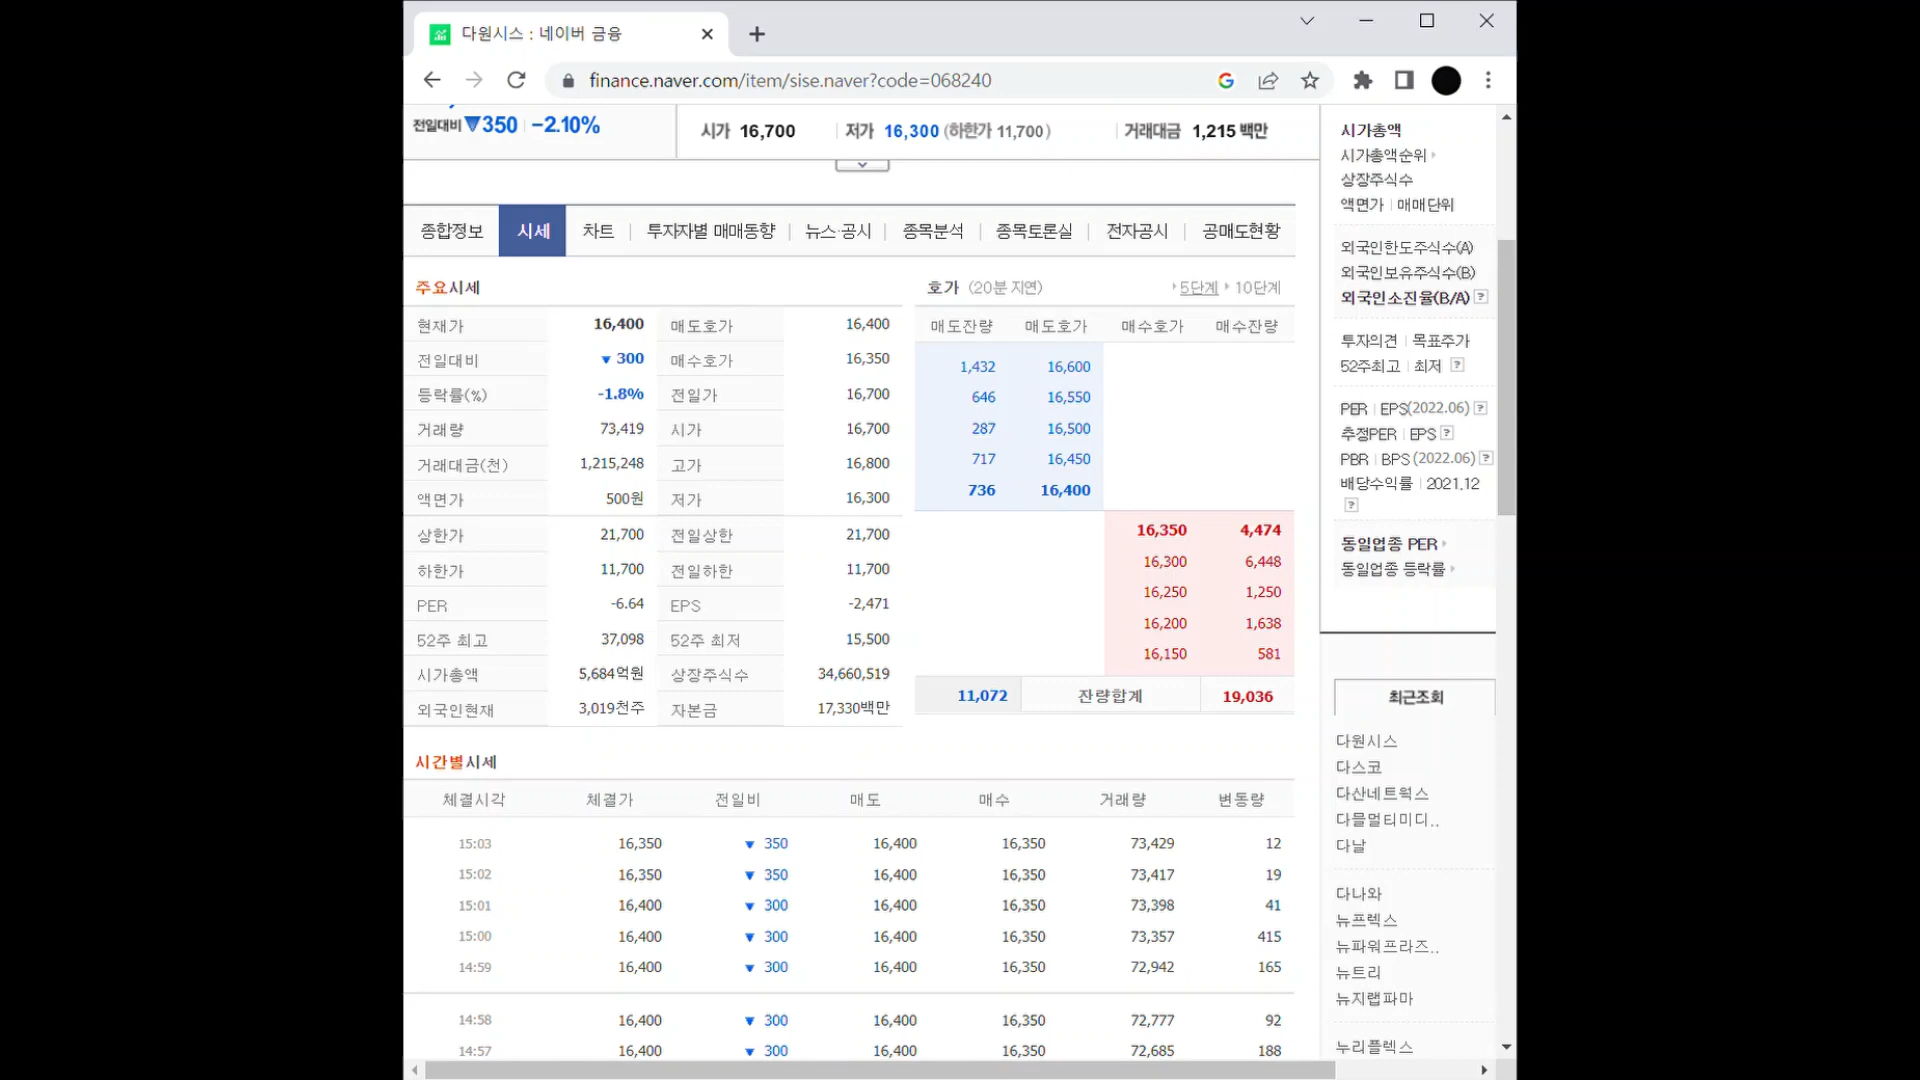 다원시스 : 네이버 금융
finance.naver.com/item/sise.naver?code=068240
전일대비 ▼350 -2.10%
시가 16,700 저가 16,300 (하한가 11,700) 거래대금 1,215 백만
종합정보 시세 차트 투자자별 매매동향 뉴스·공시 종목분석 종목토론실 전자공시 공매도현황
주요시세
현재가 16,400 매도호가 16,400
전일대비 ▼ 300 매수호가 16,350
등락률(%) -1.8% 전일가 16,700
거래량 73,419 시가 16,700
거래대금(천) 1,215,248 고가 16,800
액면가 500원 저가 16,300
상한가 21,700 전일상한 21,700
하한가 11,700 전일하한 11,700
PER -6.64 EPS -2,471
52주 최고 37,098 52주 최저 15,500
시가총액 5,684억원 상장주식수 34,660,519
외국인현재 3,019천주 자본금 17,330백만
호가 (20분 지연) 5단계 10단계
매도잔량 매도호가 매수호가 매수잔량
1,432 16,600
646 16,550
287 16,500
717 16,450
736 16,400
16,350 4,474
16,300 6,448
16,250 1,250
16,200 1,638
16,150 581
11,072 잔량합계 19,036
시간별시세
체결시각 체결가 전일비 매도 매수 거래량 변동량
15:03 16,350 ▼ 350 16,400 16,350 73,429 12
15:02 16,350 ▼ 350 16,400 16,350 73,417 19
15:01 16,400 ▼ 300 16,400 16,350 73,398 41
15:00 16,400 ▼ 300 16,400 16,350 73,357 415
14:59 16,400 ▼ 300 16,400 16,350 72,942 165
14:58 16,400 ▼ 300 16,400 16,350 72,777 92
14:57 16,400 ▼ 300 16,400 16,350 72,685 188
시가총액
시가총액순위
상장주식수
액면가 | 매매단위
외국인한도주식수(A)
외국인보유주식수(B)
외국인소진율(B/A) ?
투자의견 | 목표주가
52주최고 | 최저 ?
PER | EPS(2022.06) ?
추정PER | EPS ?
PBR | BPS (2022.06) ?
배당수익률 | 2021.12
?
동일업종 PER
동일업종 등락률
최근조회
다원시스
다스코
다산네트웍스
다믈멀티미디..
다날
다나와
뉴프렉스
뉴파워프라즈..
뉴트리
뉴지랩파마
누리플렉스